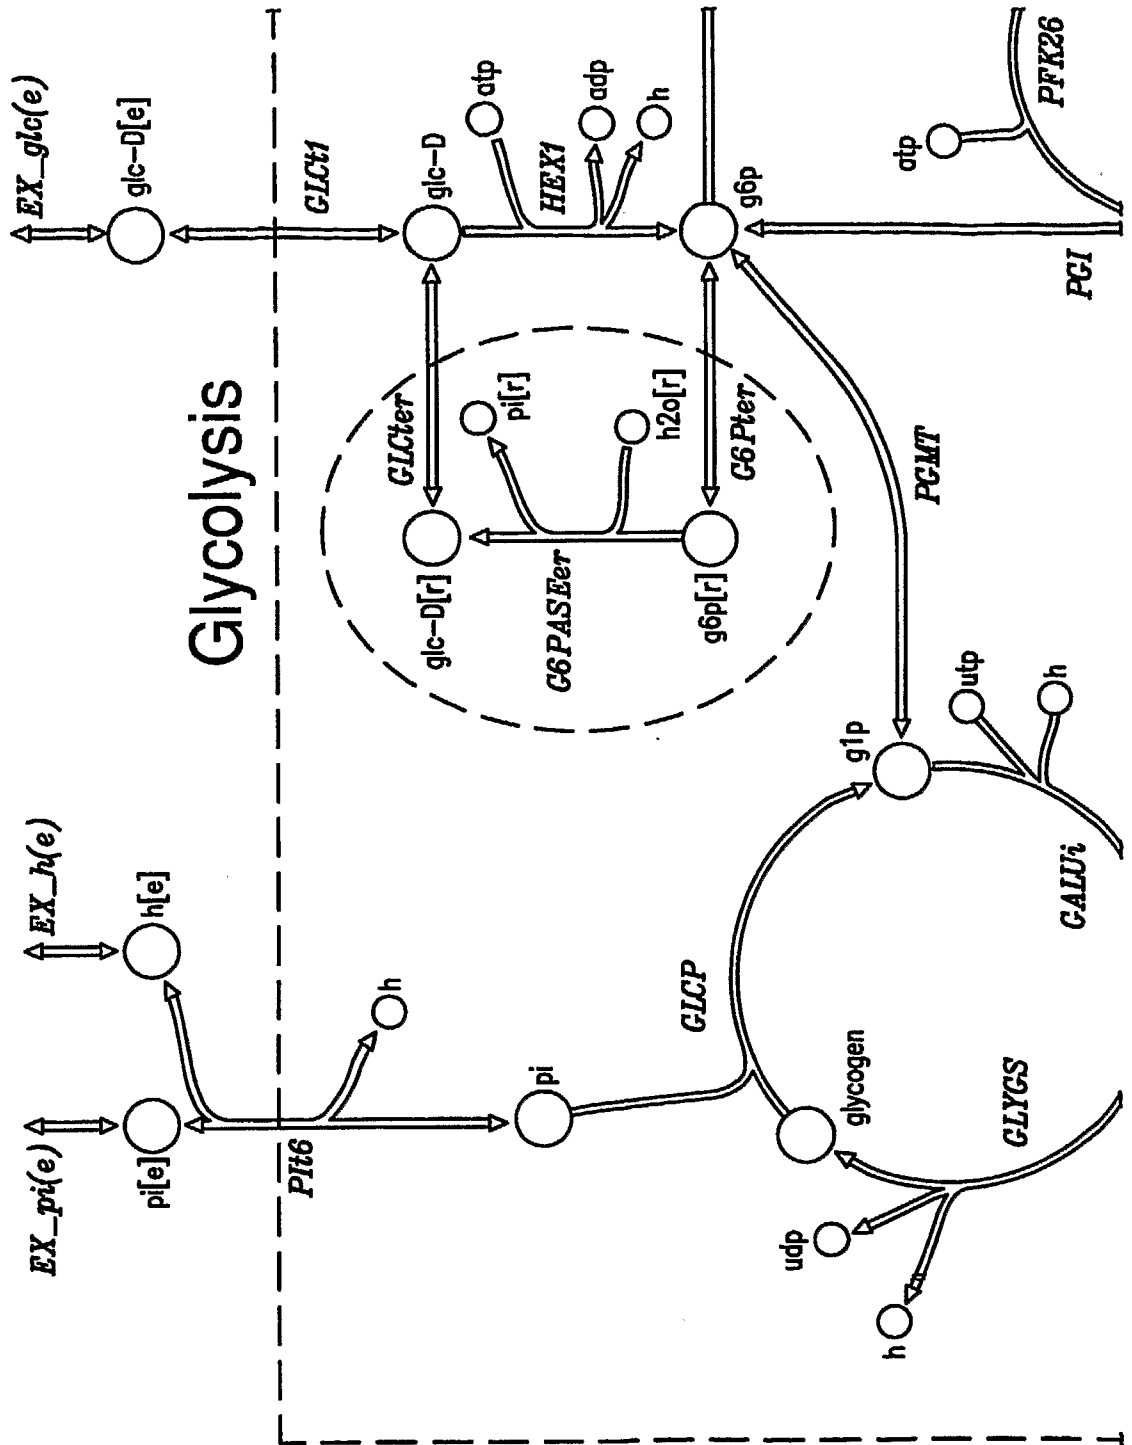 Glycolysis
EX_pi(e)
EX_h(e)
EX_glc(e)
pi[e]
h[e]
glc-D[e]
PIt6
h
GLCt1
pi
glc-D[r]
GLCter
glc-D
atp
HEX1
adp
h
pi[r]
G6PASEer
h2o[r]
g6p[r]
G6Pter
g6p
GLCP
glycogen
g1p
PGMT
utp
h
GALUi
GLYGS
udp
h
PGI
atp
PFK26